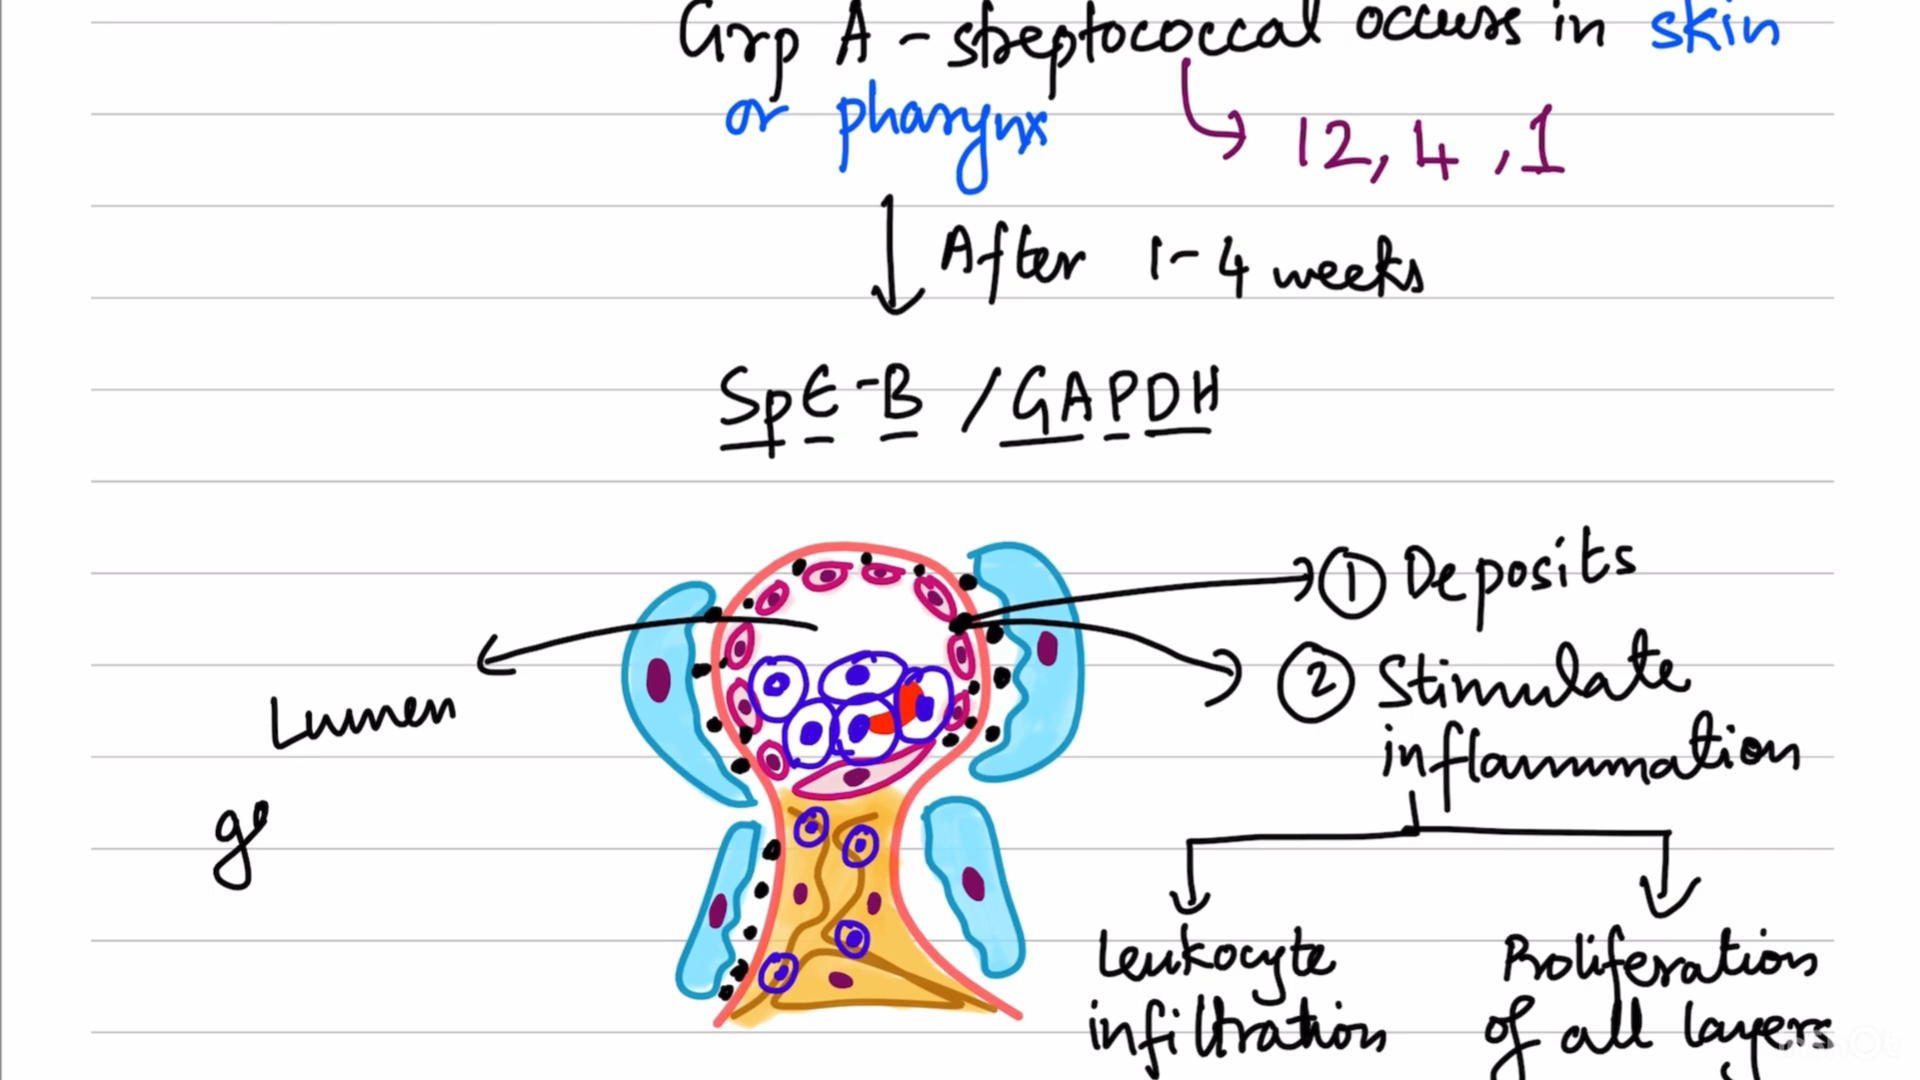 Grp A - streptococcal occurs in skin
or pharynx
12, 4, 1
After 1-4 weeks
SpE-B / GAPDH
① Deposits
② Stimulate
inflammation
Lumen
Leukocyte
infiltration
Proliferation
of all layers